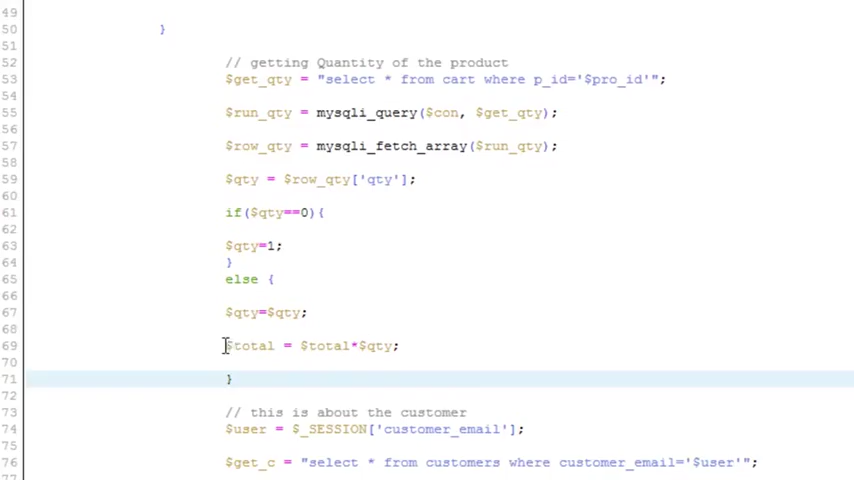 49
50 }
51
52 // getting Quantity of the product
53 $get_qty = "select * from cart where p_id='$pro_id'";
54
55 $run_qty = mysqli_query($con, $get_qty);
56
57 $row_qty = mysqli_fetch_array($run_qty);
58
59 $qty = $row_qty['qty'];
60
61 if($qty==0){
62
63 $qty=1;
64 }
65 else {
66
67 $qty=$qty;
68
69 $total = $total*$qty;
70
71 }
72
73 // this is about the customer
74 $user = $_SESSION['customer_email'];
75
76 $get_c = "select * from customers where customer_email='$user'";
77